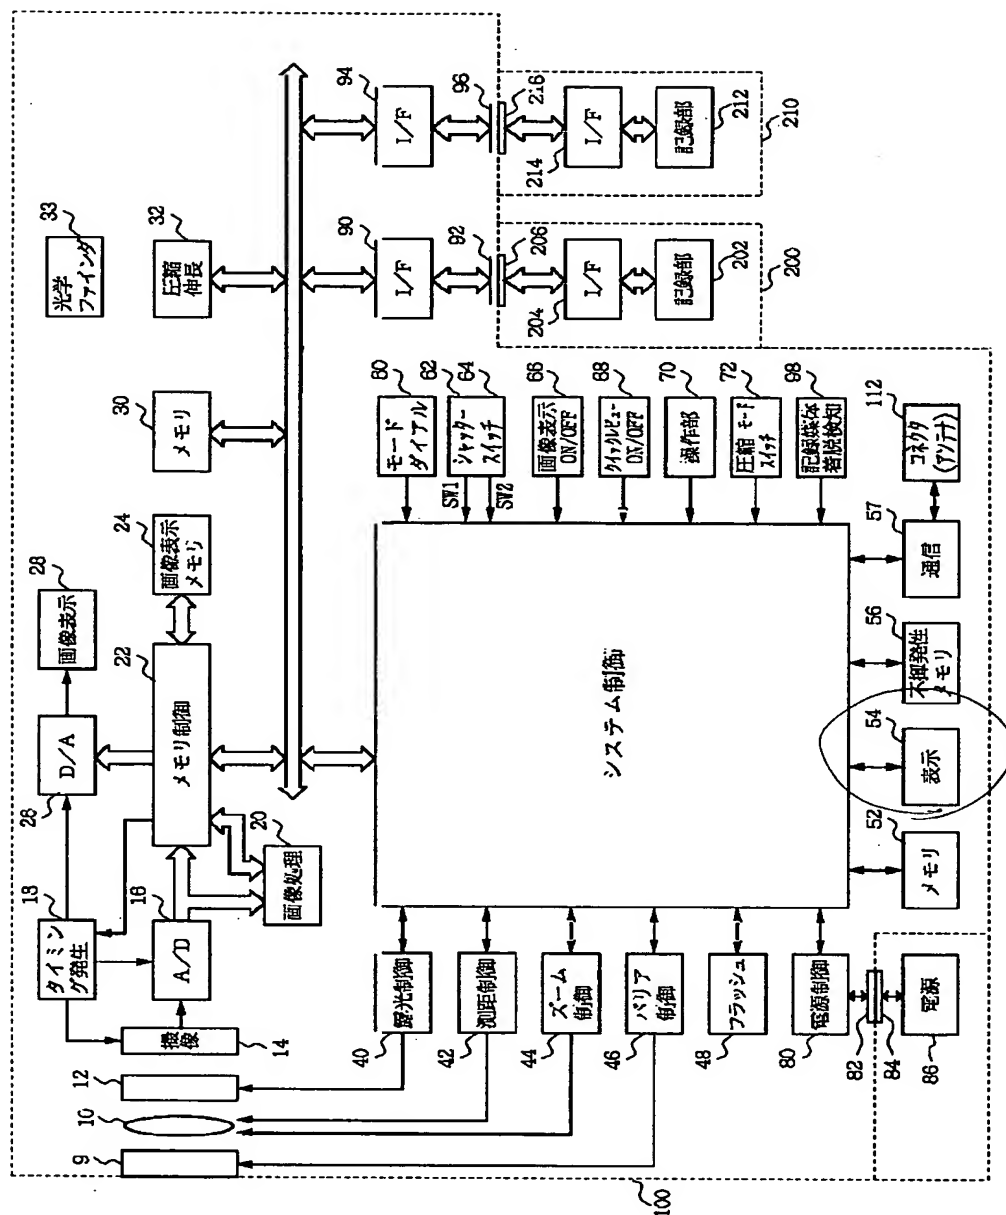 100
9
10
12
撮像
14
タイミン
グ発生
18
A/D
16
D/A
28
画像表示
28
メモリ制御
22
画像表示
メモリ
24
画像処理
20
メモリ
30
圧縮
伸長
32
光学
ファインダ
33
I/F
94
96
216
I/F
214
記録部
212
210
I/F
90
92
206
I/F
204
記録部
202
200
システム制御
モード
ダイアル
60
シャッター
スイッチ
62
64
SW1
SW2
画像表示
ON/OFF
66
クイックレビュー
ON/OFF
68
操作部
70
圧縮 モード
スイッチ
72
記録媒体
着脱検知
98
露光制御
40
測距制御
42
ズーム
制御
44
バリア
制御
46
フラッシュ
48
電源制御
80
82
84
電源
86
メモリ
52
表示
54
不揮発性
メモリ
56
通信
57
コネクタ
(アンテナ)
112